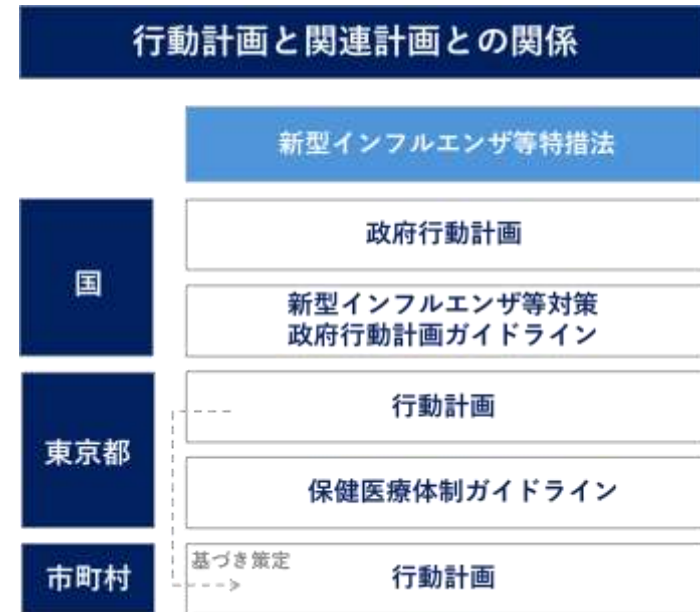 行動計画と関連計画との関係
新型インフルエンザ等特措法
国
政府行動計画
新型インフルエンザ等対策
政府行動計画ガイドライン
東京都
行動計画
保健医療体制ガイドライン
市町村
基づき策定
行動計画